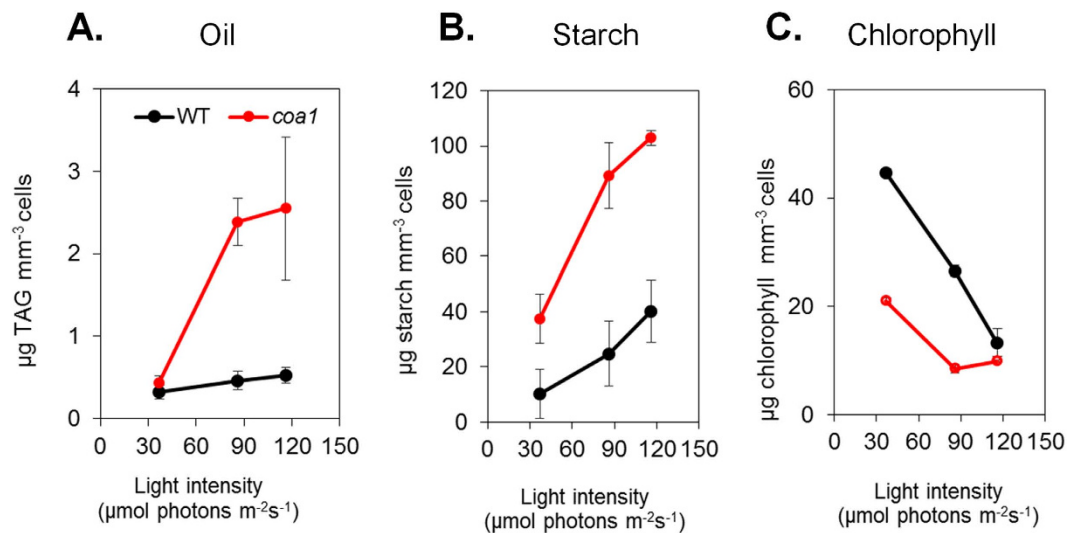 A. Oil
4
3
2
1
0
WT coa1
µg TAG mm⁻³ cells
0 30 60 90 120 150
Light intensity
(µmol photons m⁻²s⁻¹)
B. Starch
120
100
80
60
40
20
0
µg starch mm⁻³ cells
0 30 60 90 120 150
Light intensity
(µmol photons m⁻²s⁻¹)
C. Chlorophyll
60
40
20
0
µg chlorophyll mm⁻³ cells
0 30 60 90 120 150
Light intensity
(µmol photons m⁻²s⁻¹)